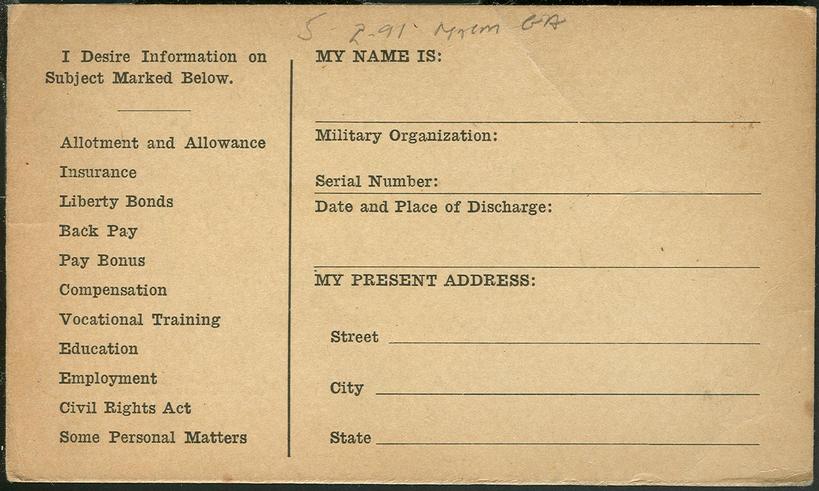 5 2-91
I Desire Information on
Subject Marked Below.
Allotment and Allowance
Insurance
Liberty Bonds
Back Pay
Pay Bonus
Compensation
Vocational Training
Education
Employment
Civil Rights Act
Some Personal Matters
MY NAME IS:
Military Organization:
Serial Number:
Date and Place of Discharge:
MY PRESENT ADDRESS:
Street
City
State